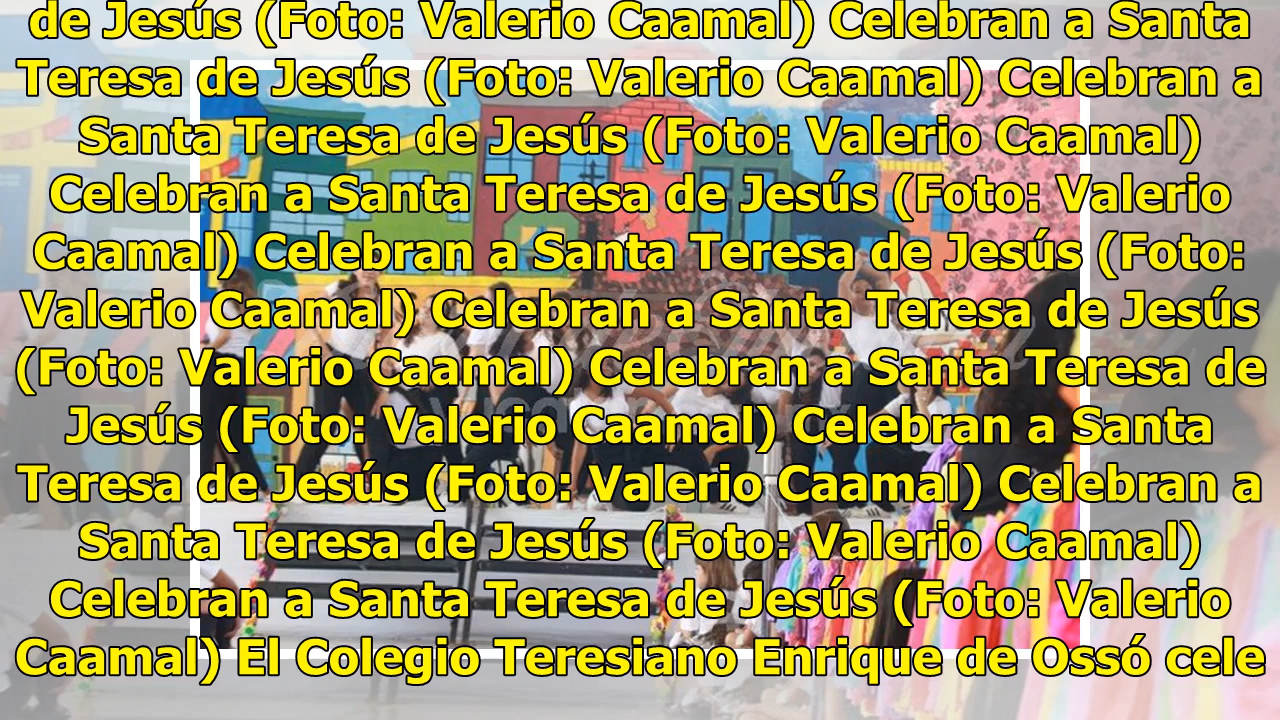 de Jesús (Foto: Valerio Caamal) Celebran a Santa
Teresa de Jesús (Foto: Valerio Caamal) Celebran a
Santa Teresa de Jesús (Foto: Valerio Caamal)
Celebran a Santa Teresa de Jesús (Foto: Valerio
Caamal) Celebran a Santa Teresa de Jesús (Foto:
Valerio Caamal) Celebran a Santa Teresa de Jesús
(Foto: Valerio Caamal) Celebran a Santa Teresa de
Jesús (Foto: Valerio Caamal) Celebran a Santa
Teresa de Jesús (Foto: Valerio Caamal) Celebran a
Santa Teresa de Jesús (Foto: Valerio Caamal)
Celebran a Santa Teresa de Jesús (Foto: Valerio
Caamal) El Colegio Teresiano Enrique de Ossó cele